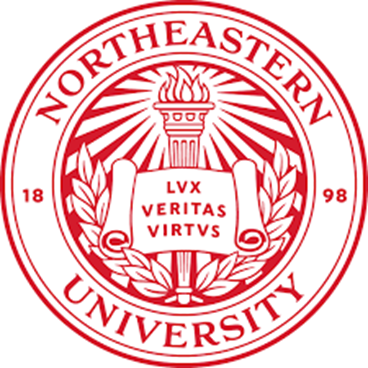 NORTHEASTERN
18 98
LVX
VERITAS
VIRTVS
UNIVERSITY